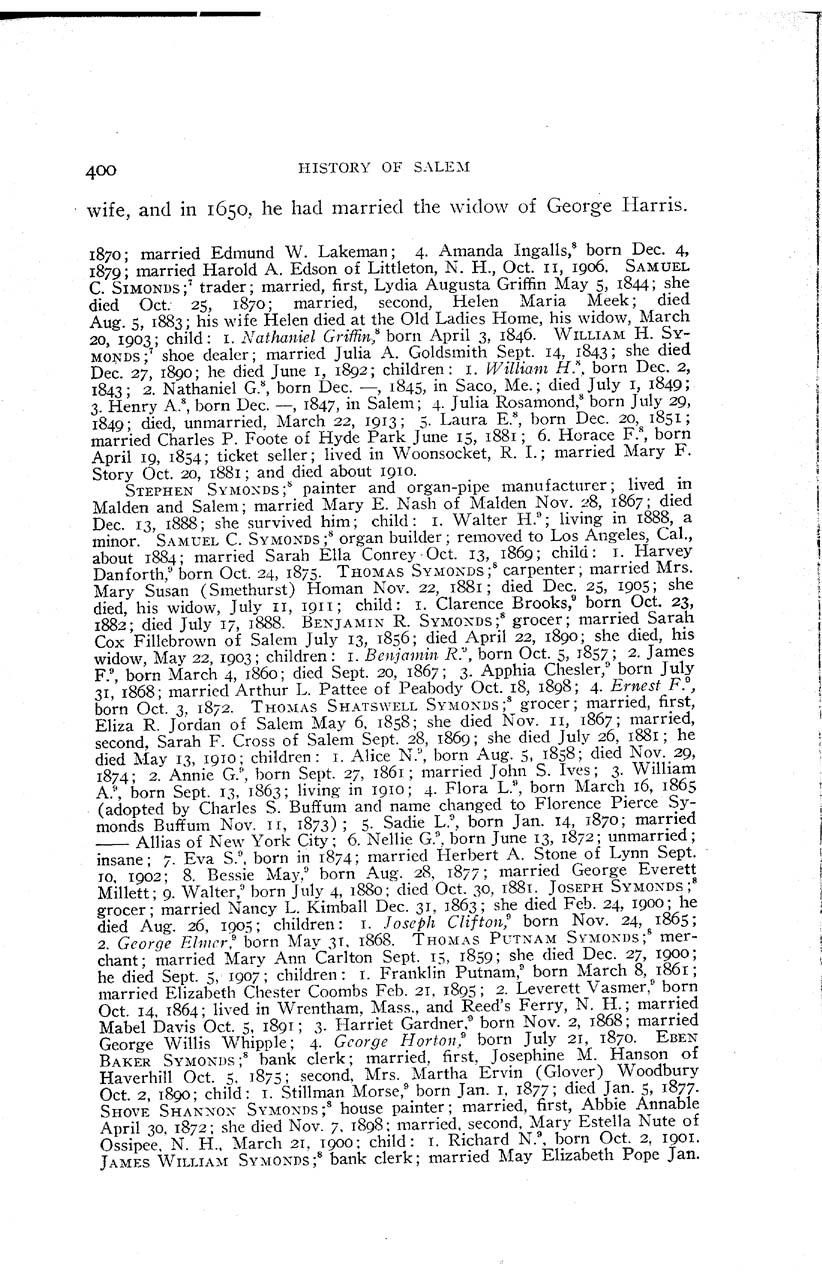 400 HISTORY OF SALEM
wife, and in 1650, he had married the widow of George Harris.
1870; married Edmund W. Lakeman; 4. Amanda Ingalls,⁸ born Dec. 4,
1879; married Harold A. Edson of Littleton, N. H., Oct. 11, 1906. SAMUEL
C. SIMONDS;⁷ trader; married, first, Lydia Augusta Griffin May 5, 1844; she
died Oct. 25, 1870; married, second, Helen Maria Meek; died
Aug. 5, 1883; his wife Helen died at the Old Ladies Home, his widow, March
20, 1903; child: 1. Nathaniel Griffin,⁸ born April 3, 1846. WILLIAM H. SY-
MONDS;⁷ shoe dealer; married Julia A. Goldsmith Sept. 14, 1843; she died
Dec. 27, 1890; he died June 1, 1892; children: 1. William H.⁸, born Dec. 2,
1843; 2. Nathaniel G.⁸, born Dec. —, 1845, in Saco, Me.; died July 1, 1849;
3. Henry A.⁸, born Dec. —, 1847, in Salem; 4. Julia Rosamond,⁸ born July 29,
1849; died, unmarried, March 22, 1913; 5. Laura E.⁸, born Dec. 20, 1851;
married Charles P. Foote of Hyde Park June 15, 1881; 6. Horace F.⁸, born
April 19, 1854; ticket seller; lived in Woonsocket, R. I.; married Mary F.
Story Oct. 20, 1881; and died about 1910.
STEPHEN SYMONDS;⁸ painter and organ-pipe manufacturer; lived in
Malden and Salem; married Mary E. Nash of Malden Nov. 28, 1867; died
Dec. 13, 1888; she survived him; child: 1. Walter H.⁹; living in 1888, a
minor. SAMUEL C. SYMONDS;⁸ organ builder; removed to Los Angeles, Cal.,
about 1884; married Sarah Ella Conrey Oct. 13, 1869; child: 1. Harvey
Danforth,⁹ born Oct. 24, 1875. THOMAS SYMONDS;⁸ carpenter; married Mrs.
Mary Susan (Smethurst) Homan Nov. 22, 1881; died Dec. 25, 1905; she
died, his widow, July 11, 1911; child: 1. Clarence Brooks,⁹ born Oct. 23,
1882; died July 17, 1888. BENJAMIN R. SYMONDS;⁸ grocer; married Sarah
Cox Fillebrown of Salem July 13, 1856; died April 22, 1890; she died, his
widow, May 22, 1903; children: 1. Benjamin R.⁹, born Oct. 5, 1857; 2. James
F.⁹, born March 4, 1860; died Sept. 20, 1867; 3. Apphia Chesler,⁹ born July
31, 1868; married Arthur L. Pattee of Peabody Oct. 18, 1898; 4. Ernest F.⁹,
born Oct. 3, 1872. THOMAS SHATSWELL SYMONDS;⁸ grocer; married, first,
Eliza R. Jordan of Salem May 6, 1858; she died Nov. 11, 1867; married,
second, Sarah F. Cross of Salem Sept. 28, 1869; she died July 26, 1881; he
died May 13, 1910; children: 1. Alice N.⁹, born Aug. 5, 1858; died Nov. 29,
1874; 2. Annie G.⁹, born Sept. 27, 1861; married John S. Ives; 3. William
A.⁹, born Sept. 13, 1863; living in 1910; 4. Flora L.⁹, born March 16, 1865
(adopted by Charles S. Buffum and name changed to Florence Pierce Sy-
monds Buffum Nov. 11, 1873); 5. Sadie L.⁹, born Jan. 14, 1870; married
—— Allias of New York City; 6. Nellie G.⁹, born June 13, 1872; unmarried;
insane; 7. Eva S.⁹, born in 1874; married Herbert A. Stone of Lynn Sept.
10, 1902; 8. Bessie May,⁹ born Aug. 28, 1877; married George Everett
Millett; 9. Walter,⁹ born July 4, 1880; died Oct. 30, 1881. JOSEPH SYMONDS;⁸
grocer; married Nancy L. Kimball Dec. 31, 1863; she died Feb. 24, 1900; he
died Aug. 26, 1905; children: 1. Joseph Clifton,⁹ born Nov. 24, 1865;
2. George Elmer,⁹ born May 31, 1868. THOMAS PUTNAM SYMONDS;⁸ mer-
chant; married Mary Ann Carlton Sept. 15, 1859; she died Dec. 27, 1900;
he died Sept. 5, 1907; children: 1. Franklin Putnam,⁹ born March 8, 1861;
married Elizabeth Chester Coombs Feb. 21, 1895; 2. Leverett Vasmer,⁹ born
Oct. 14, 1864; lived in Wrentham, Mass., and Reed's Ferry, N. H.; married
Mabel Davis Oct. 5, 1891; 3. Harriet Gardner,⁹ born Nov. 2, 1868; married
George Willis Whipple; 4. George Horton,⁹ born July 21, 1870. EBEN
BAKER SYMONDS;⁸ bank clerk; married, first, Josephine M. Hanson of
Haverhill Oct. 5, 1875; second, Mrs. Martha Ervin (Glover) Woodbury
Oct. 2, 1890; child: 1. Stillman Morse,⁹ born Jan. 1, 1877; died Jan. 5, 1877.
SHOVE SHANNON SYMONDS;⁸ house painter; married, first, Abbie Annable
April 30, 1872; she died Nov. 7, 1898; married, second, Mary Estella Nute of
Ossipee, N. H., March 21, 1900; child: 1. Richard N.⁹, born Oct. 2, 1901.
JAMES WILLIAM SYMONDS;⁸ bank clerk; married May Elizabeth Pope Jan.